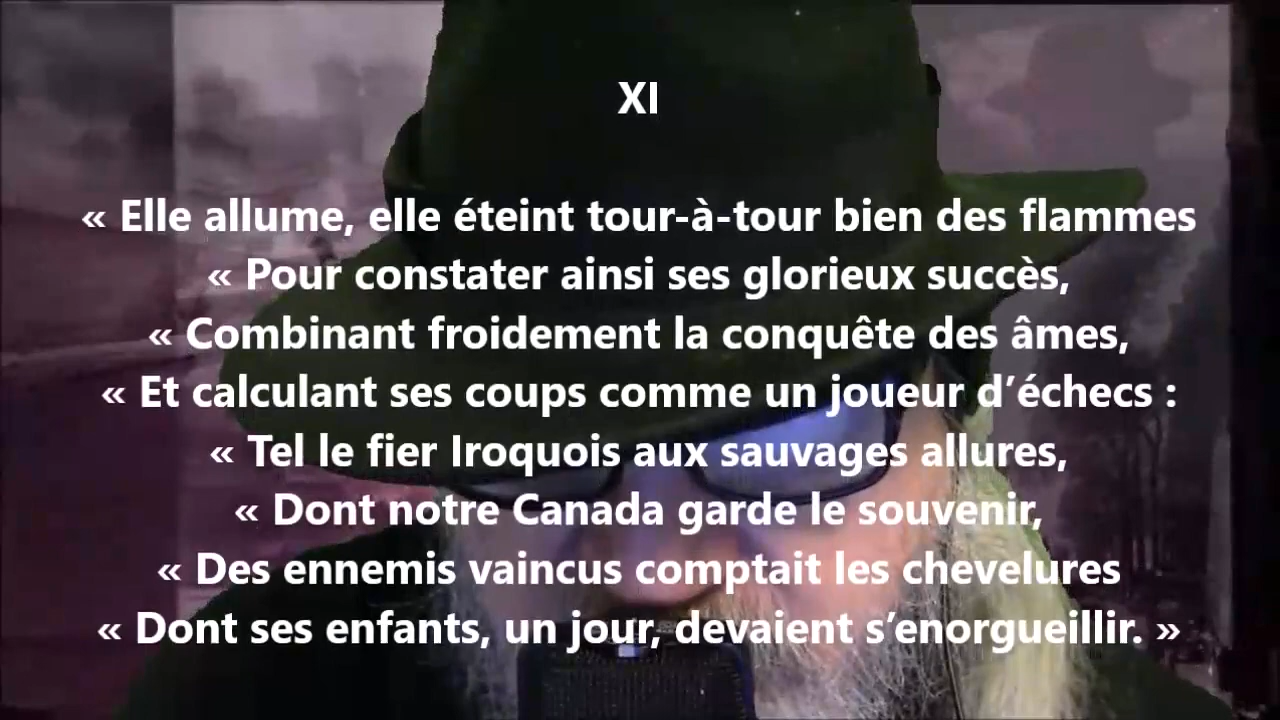 XI
« Elle allume, elle éteint tour-à-tour bien des flammes
« Pour constater ainsi ses glorieux succès,
« Combinant froidement la conquête des âmes,
« Et calculant ses coups comme un joueur d’échecs :
« Tel le fier Iroquois aux sauvages allures,
« Dont notre Canada garde le souvenir,
« Des ennemis vaincus comptait les chevelures
« Dont ses enfants, un jour, devaient s’enorgueillir. »